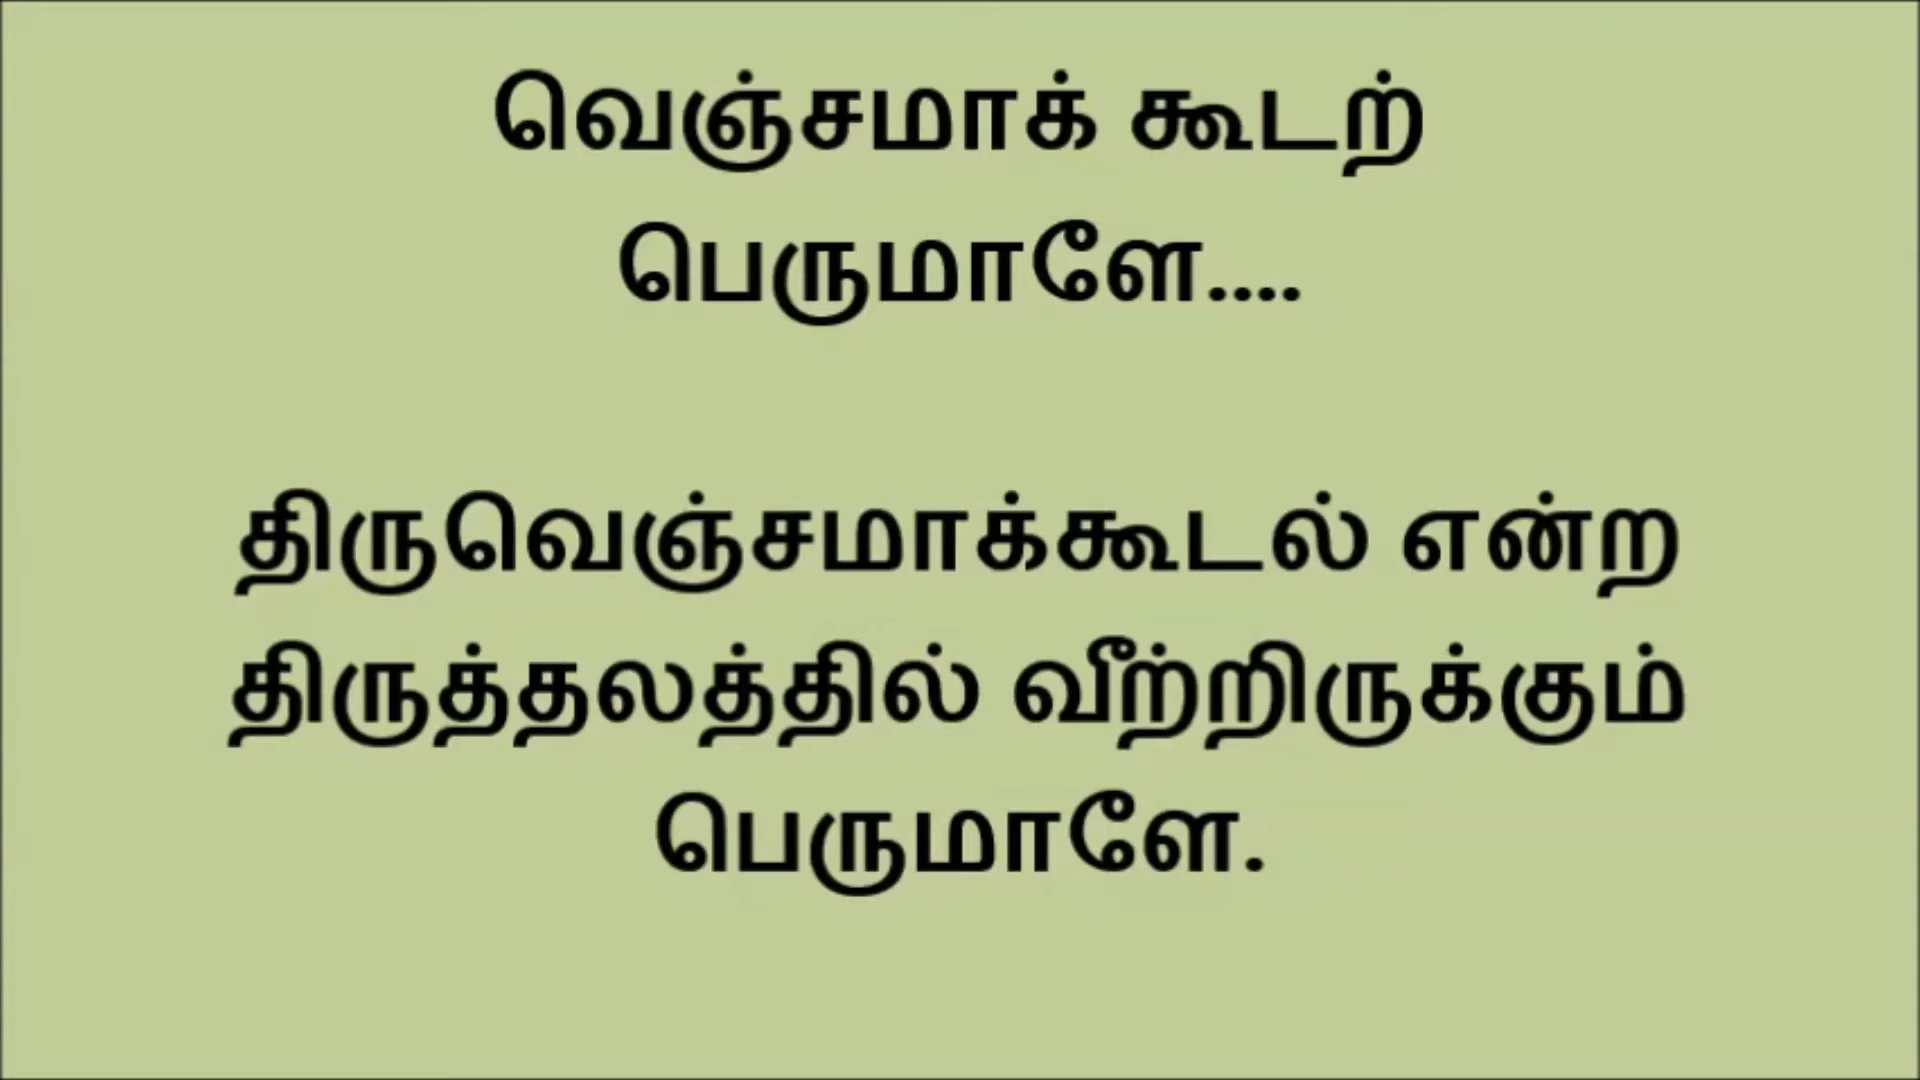 வெஞ்சமாக் கூடற்
பெருமாளே....
திருவெஞ்சமாக்கூடல் என்ற
திருத்தலத்தில் வீற்றிருக்கும்
பெருமாளே.